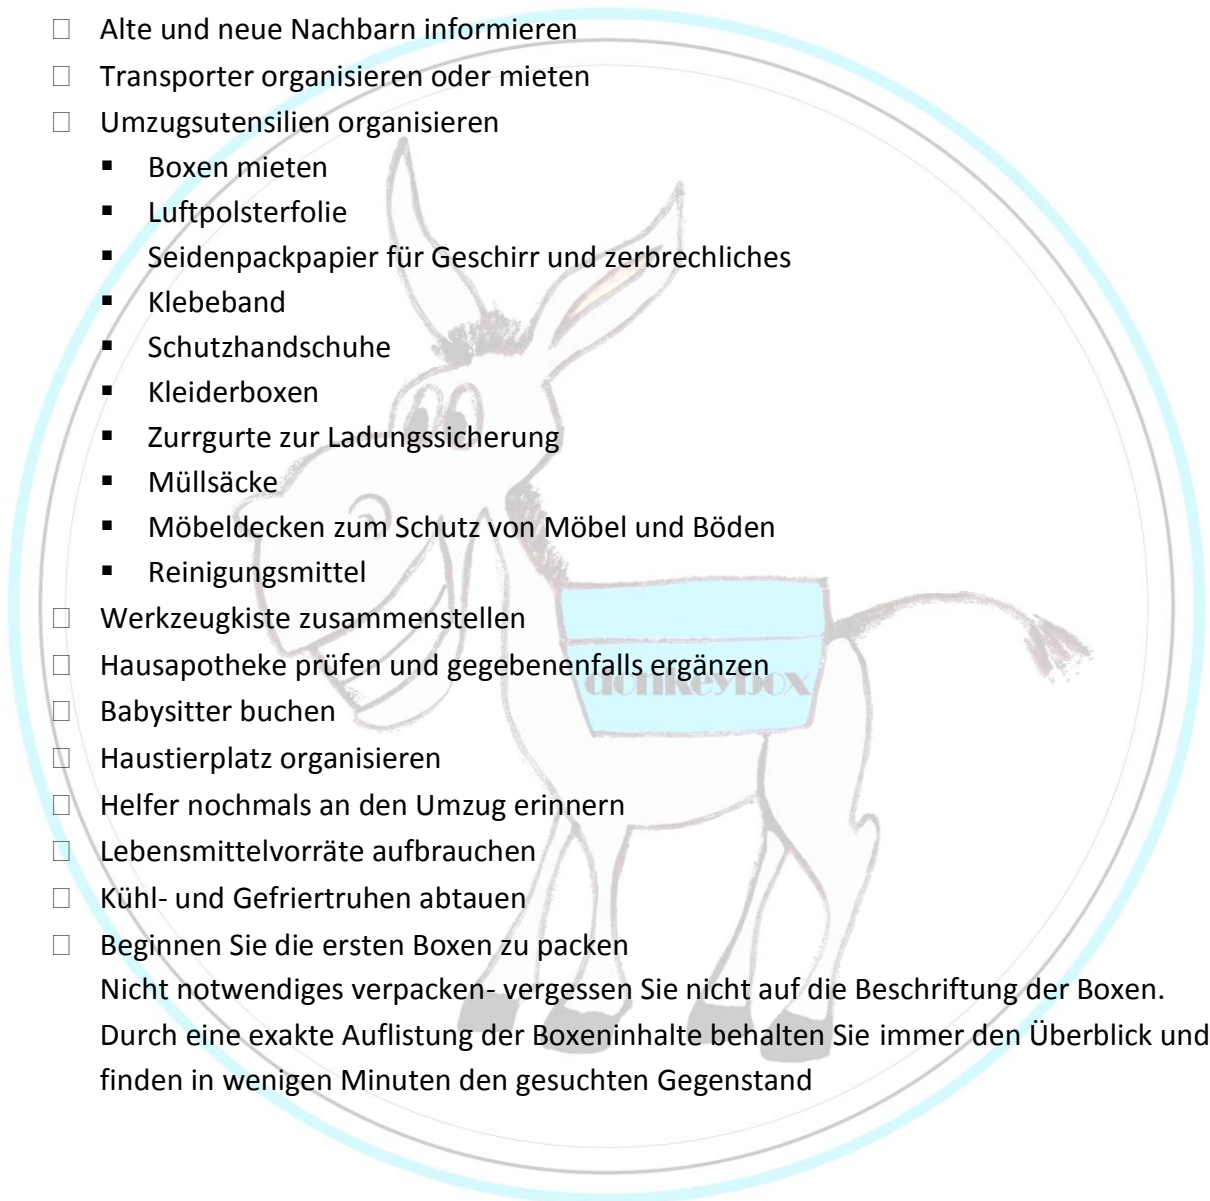 Alte und neue Nachbarn informieren
Transporter organisieren oder mieten
Umzugsutensilien organisieren
Boxen mieten
Luftpolsterfolie
Seidenpackpapier für Geschirr und zerbrechliches
Klebeband
Schutzhandschuhe
Kleiderboxen
Zurrgurte zur Ladungssicherung
Müllsäcke
Möbeldecken zum Schutz von Möbel und Böden
Reinigungsmittel
Werkzeugkiste zusammenstellen
Hausapotheke prüfen und gegebenenfalls ergänzen
donkeybox
Babysitter buchen
Haustierplatz organisieren
Helfer nochmals an den Umzug erinnern
Lebensmittelvorräte aufbrauchen
Kühl- und Gefriertruhen abtauen
Beginnen Sie die ersten Boxen zu packen
Nicht notwendiges verpacken- vergessen Sie nicht auf die Beschriftung der Boxen.
Durch eine exakte Auflistung der Boxeninhalte behalten Sie immer den Überblick und
finden in wenigen Minuten den gesuchten Gegenstand